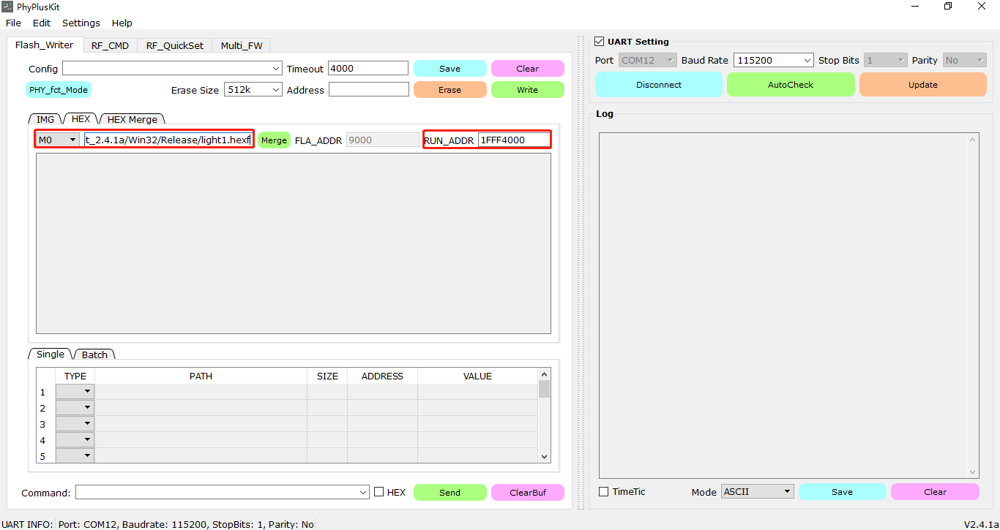 PhyPlusKit
File Edit Settings Help
Flash_Writer RF_CMD RF_QuickSet Multi_FW
Config Timeout 4000 Save Clear
PHY_fct_Mode Erase Size 512k Address Erase Write
IMG HEX HEX Merge
M0 t_2.4.1a/Win32/Release/light1.hexf Merge FLA_ADDR 9000 RUN_ADDR 1FFF4000
Single Batch
TYPE PATH SIZE ADDRESS VALUE
1
2
3
4
5
Command: HEX Send ClearBuf
UART Setting
Port COM12 Baud Rate 115200 Stop Bits 1 Parity No
Disconnect AutoCheck Update
Log
TimeTic Mode ASCII Save Clear
UART INFO: Port: COM12, Baudrate: 115200, StopBits: 1, Parity: No
V2.4.1a